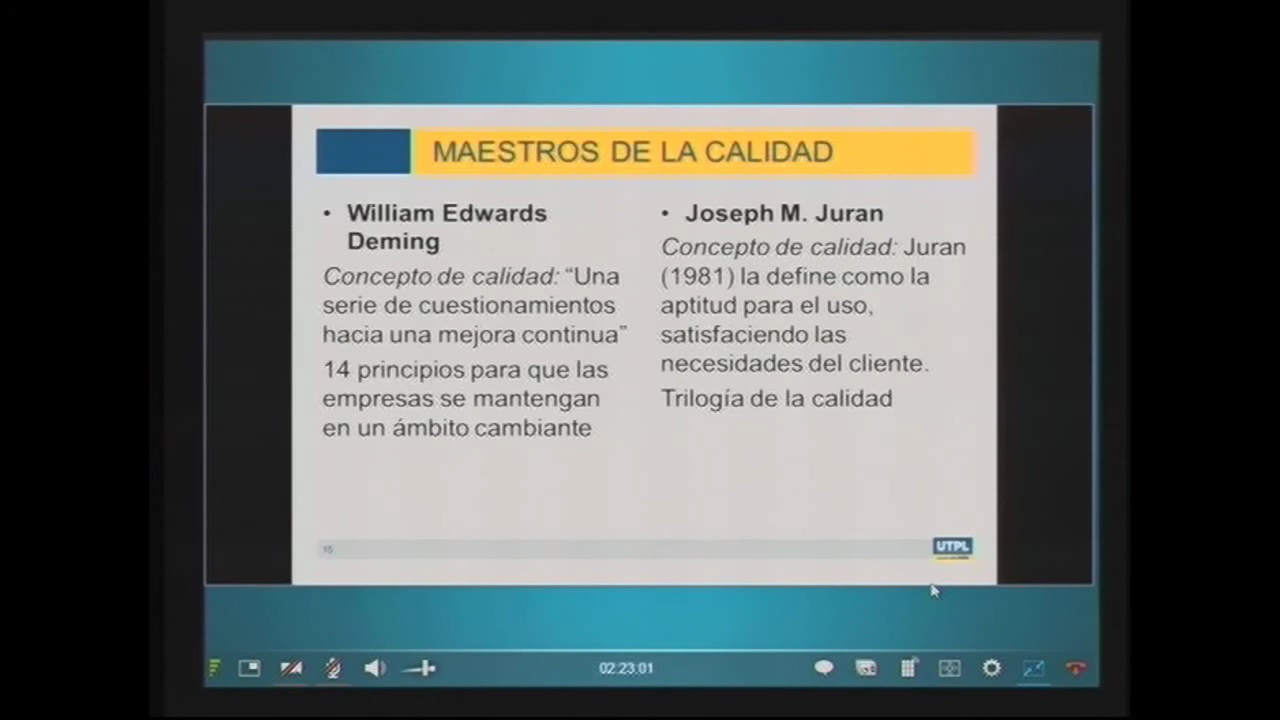 MAESTROS DE LA CALIDAD
• William Edwards
Deming
Concepto de calidad: “Una
serie de cuestionamientos
hacia una mejora continua”
14 principios para que las
empresas se mantengan
en un ámbito cambiante
• Joseph M. Juran
Concepto de calidad: Juran
(1981) la define como la
aptitud para el uso,
satisfaciendo las
necesidades del cliente.
Trilogía de la calidad
15
UTPL
02:23:01